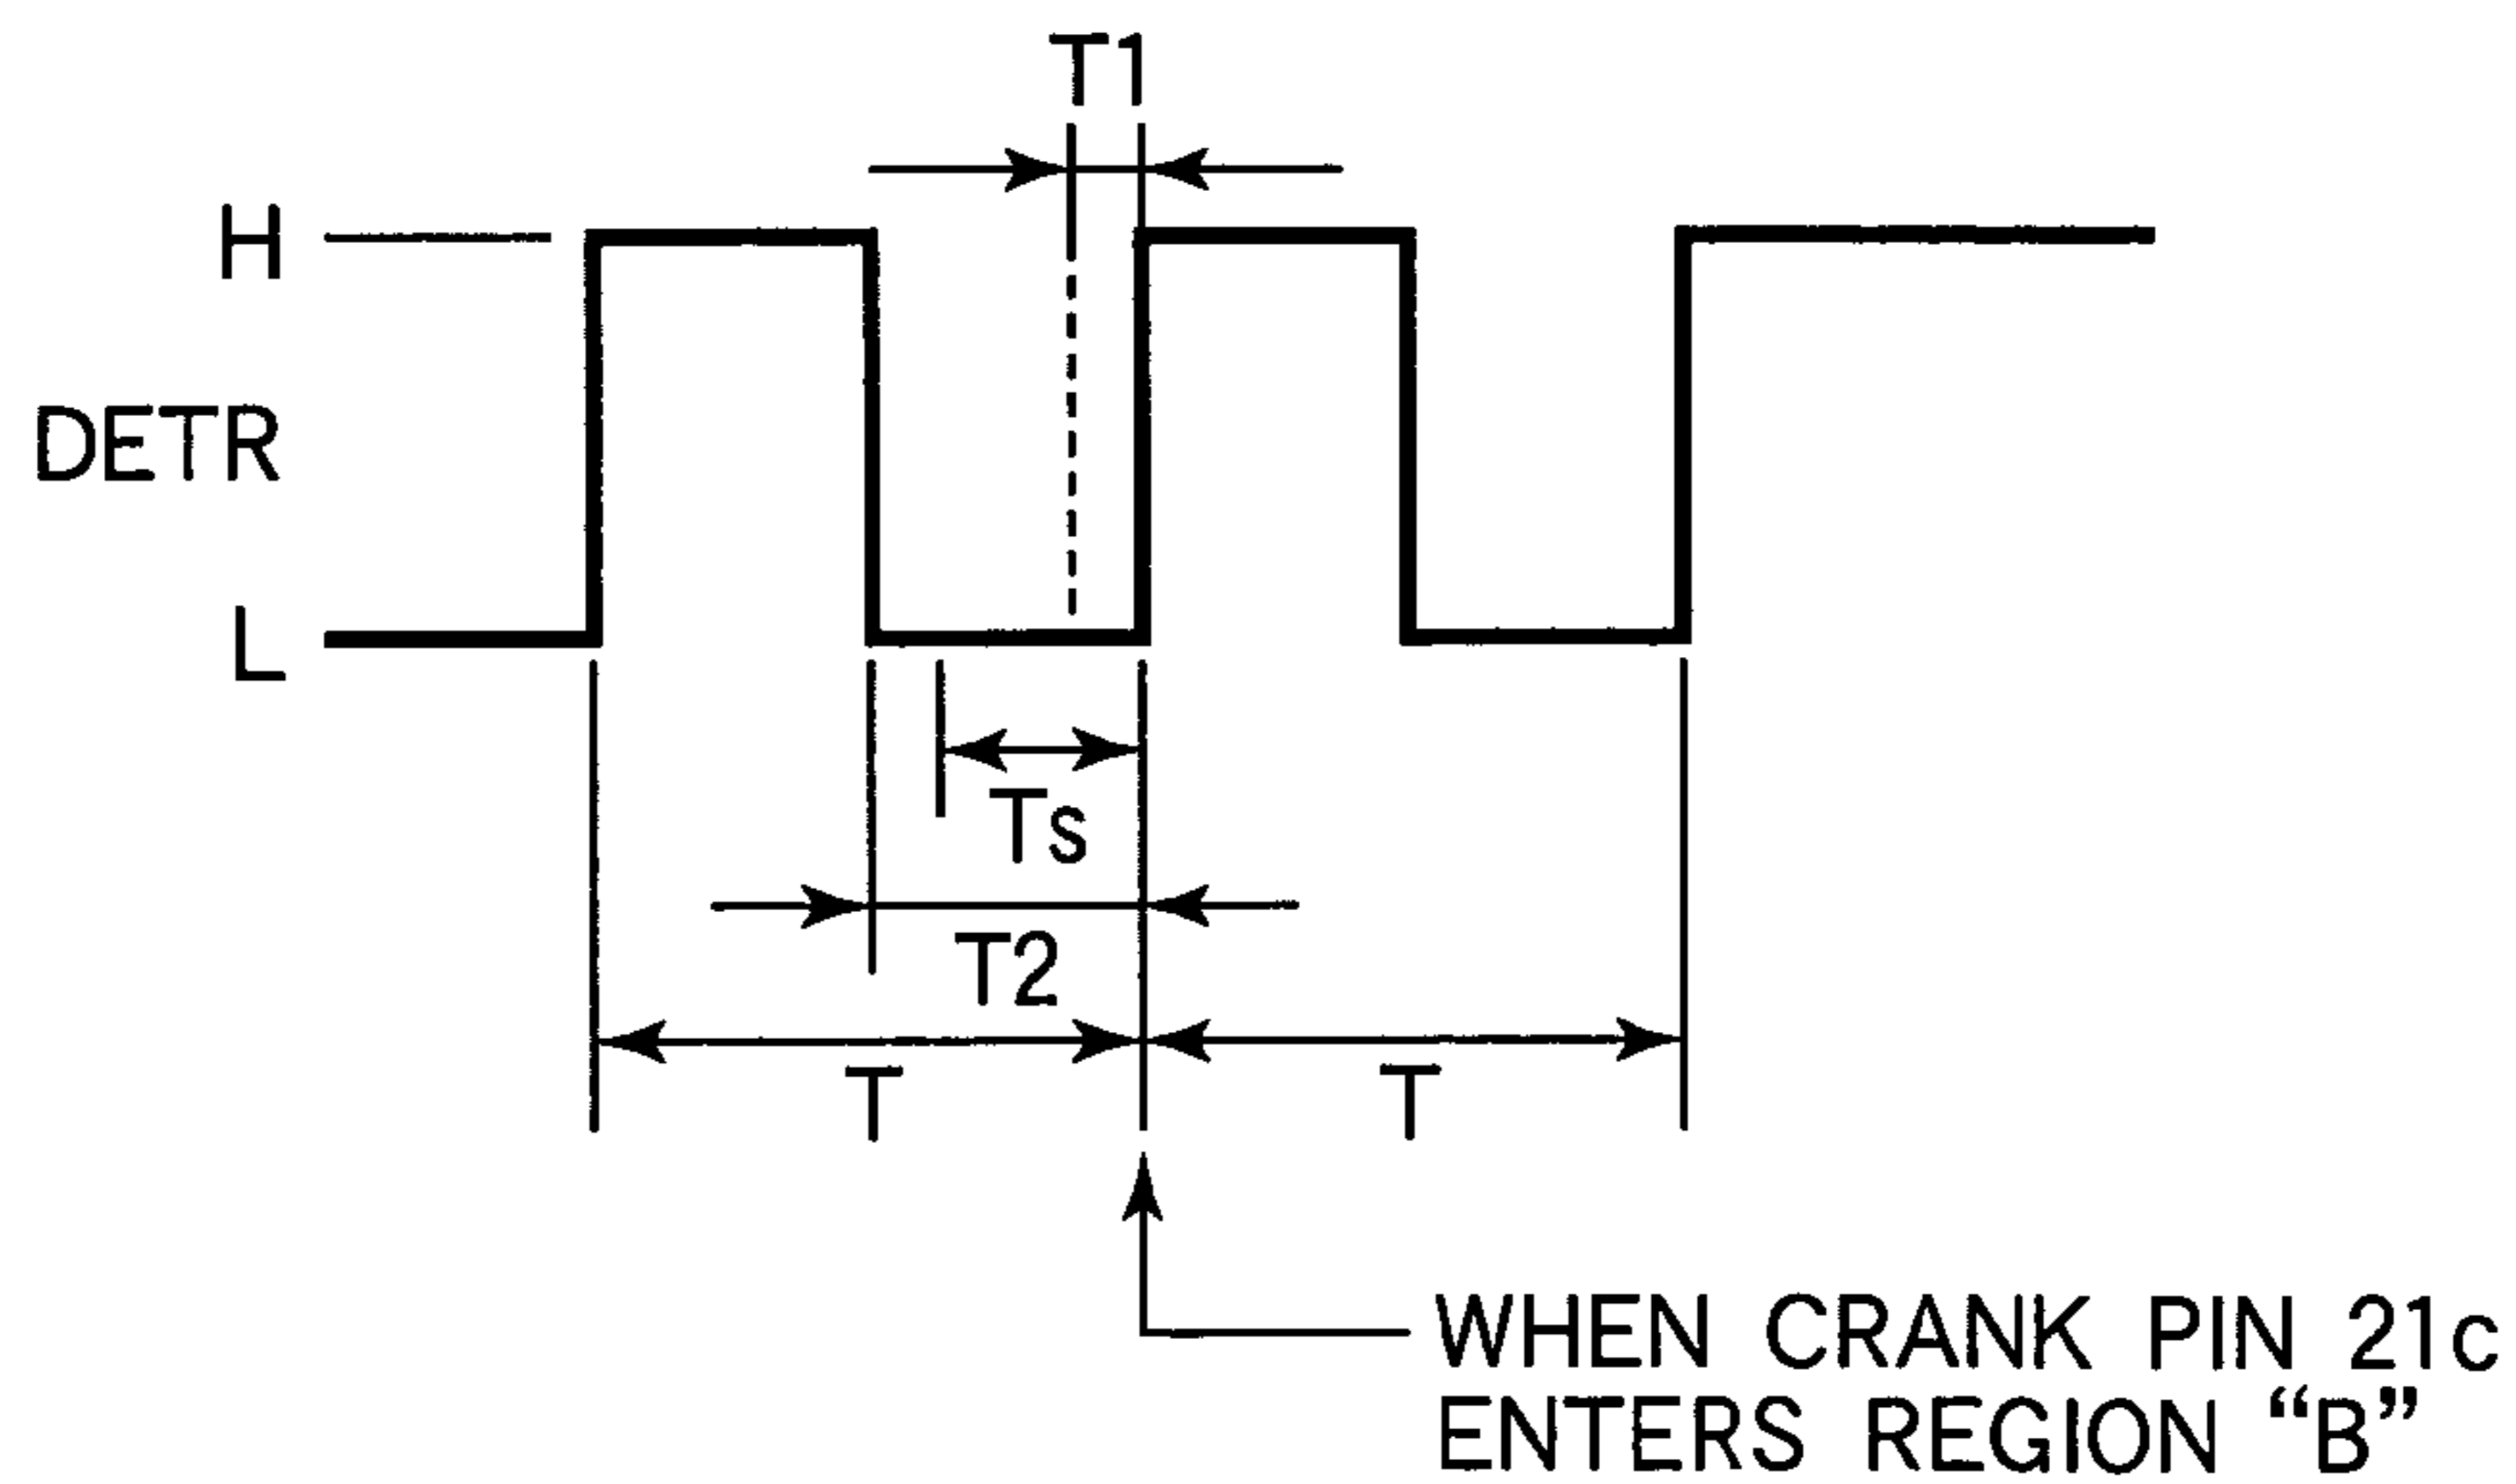 T1
H
DETR
L
Ts
T2
T
T
WHEN CRANK PIN 21c
ENTERS REGION “B”